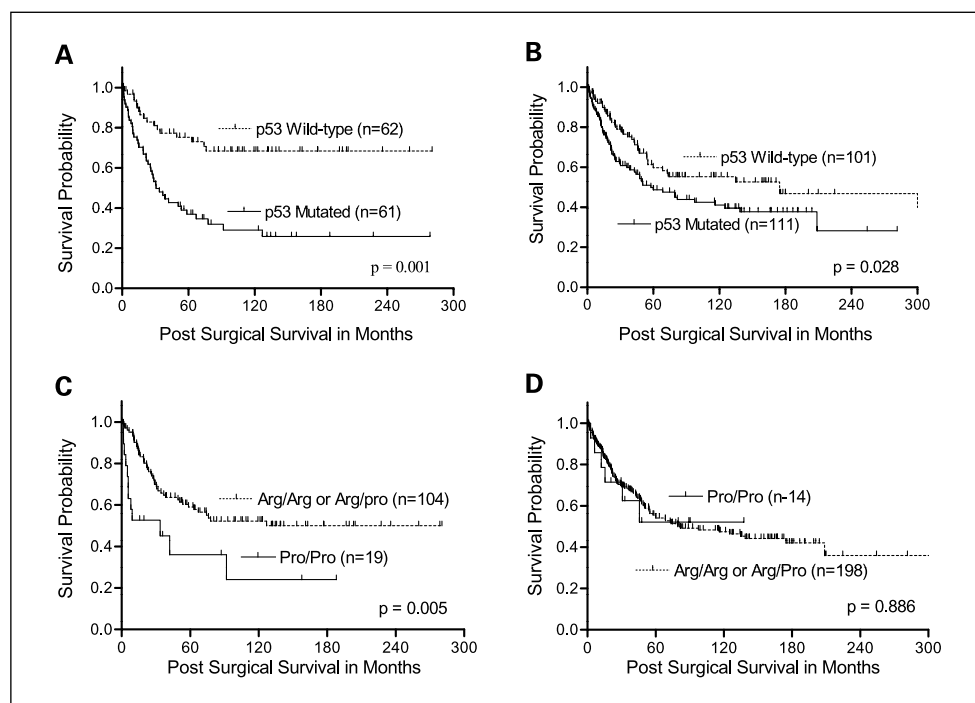 A
Survival Probability
1.0
0.8
0.6
0.4
0.2
0.0
p53 Wild-type (n=62)
p53 Mutated (n=61)
p = 0.001
0 60 120 180 240 300
Post Surgical Survival in Months
B
Survival Probability
1.0
0.8
0.6
0.4
0.2
0.0
p53 Wild-type (n=101)
p53 Mutated (n=111)
p = 0.028
0 60 120 180 240 300
Post Surgical Survival in Months
C
Survival Probability
1.0
0.8
0.6
0.4
0.2
0.0
Arg/Arg or Arg/pro (n=104)
Pro/Pro (n=19)
p = 0.005
0 60 120 180 240 300
Post Surgical Survival in Months
D
Survival Probability
1.0
0.8
0.6
0.4
0.2
0.0
Pro/Pro (n-14)
Arg/Arg or Arg/Pro (n=198)
p = 0.886
0 60 120 180 240 300
Post Surgical Survival in Months